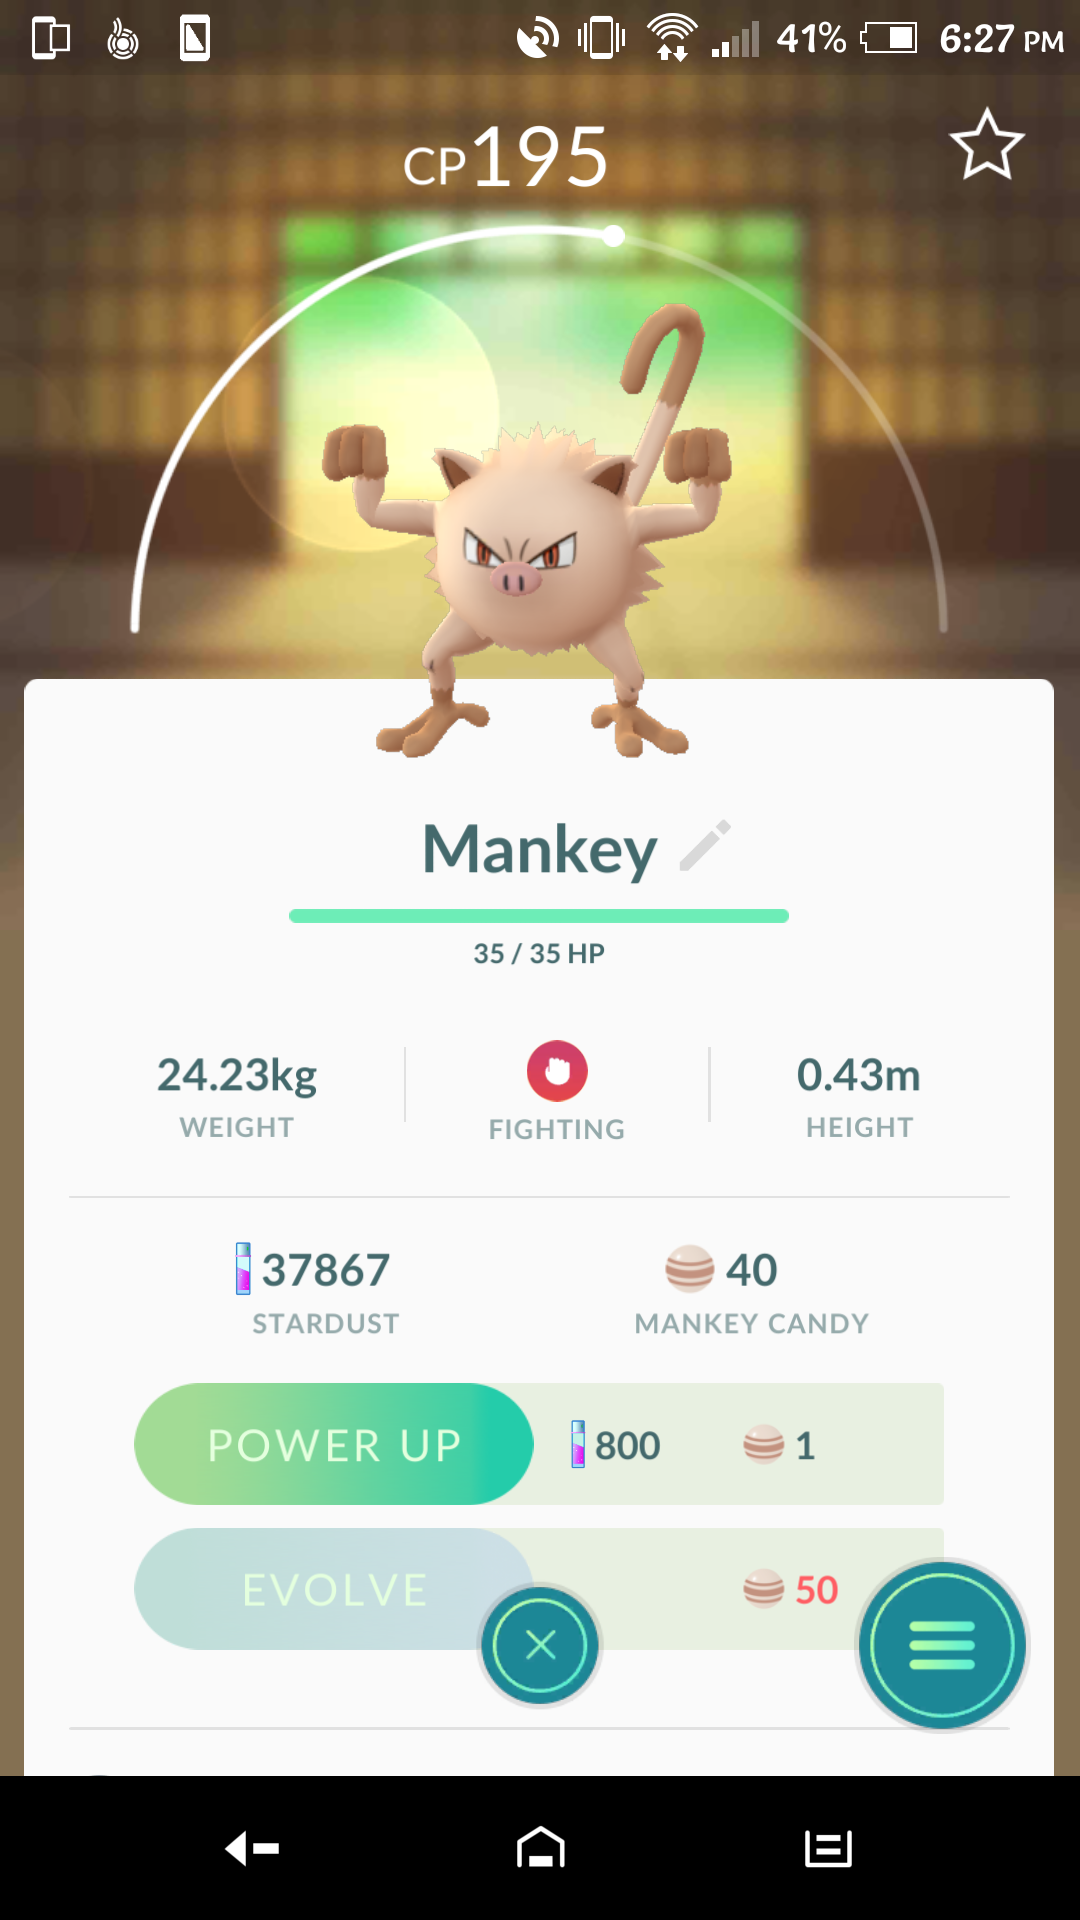 41% 6:27 PM
CP195
Mankey
35 / 35 HP
24.23kg
WEIGHT
FIGHTING
0.43m
HEIGHT
37867
STARDUST
40
MANKEY CANDY
POWER UP 800 1
EVOLVE 50